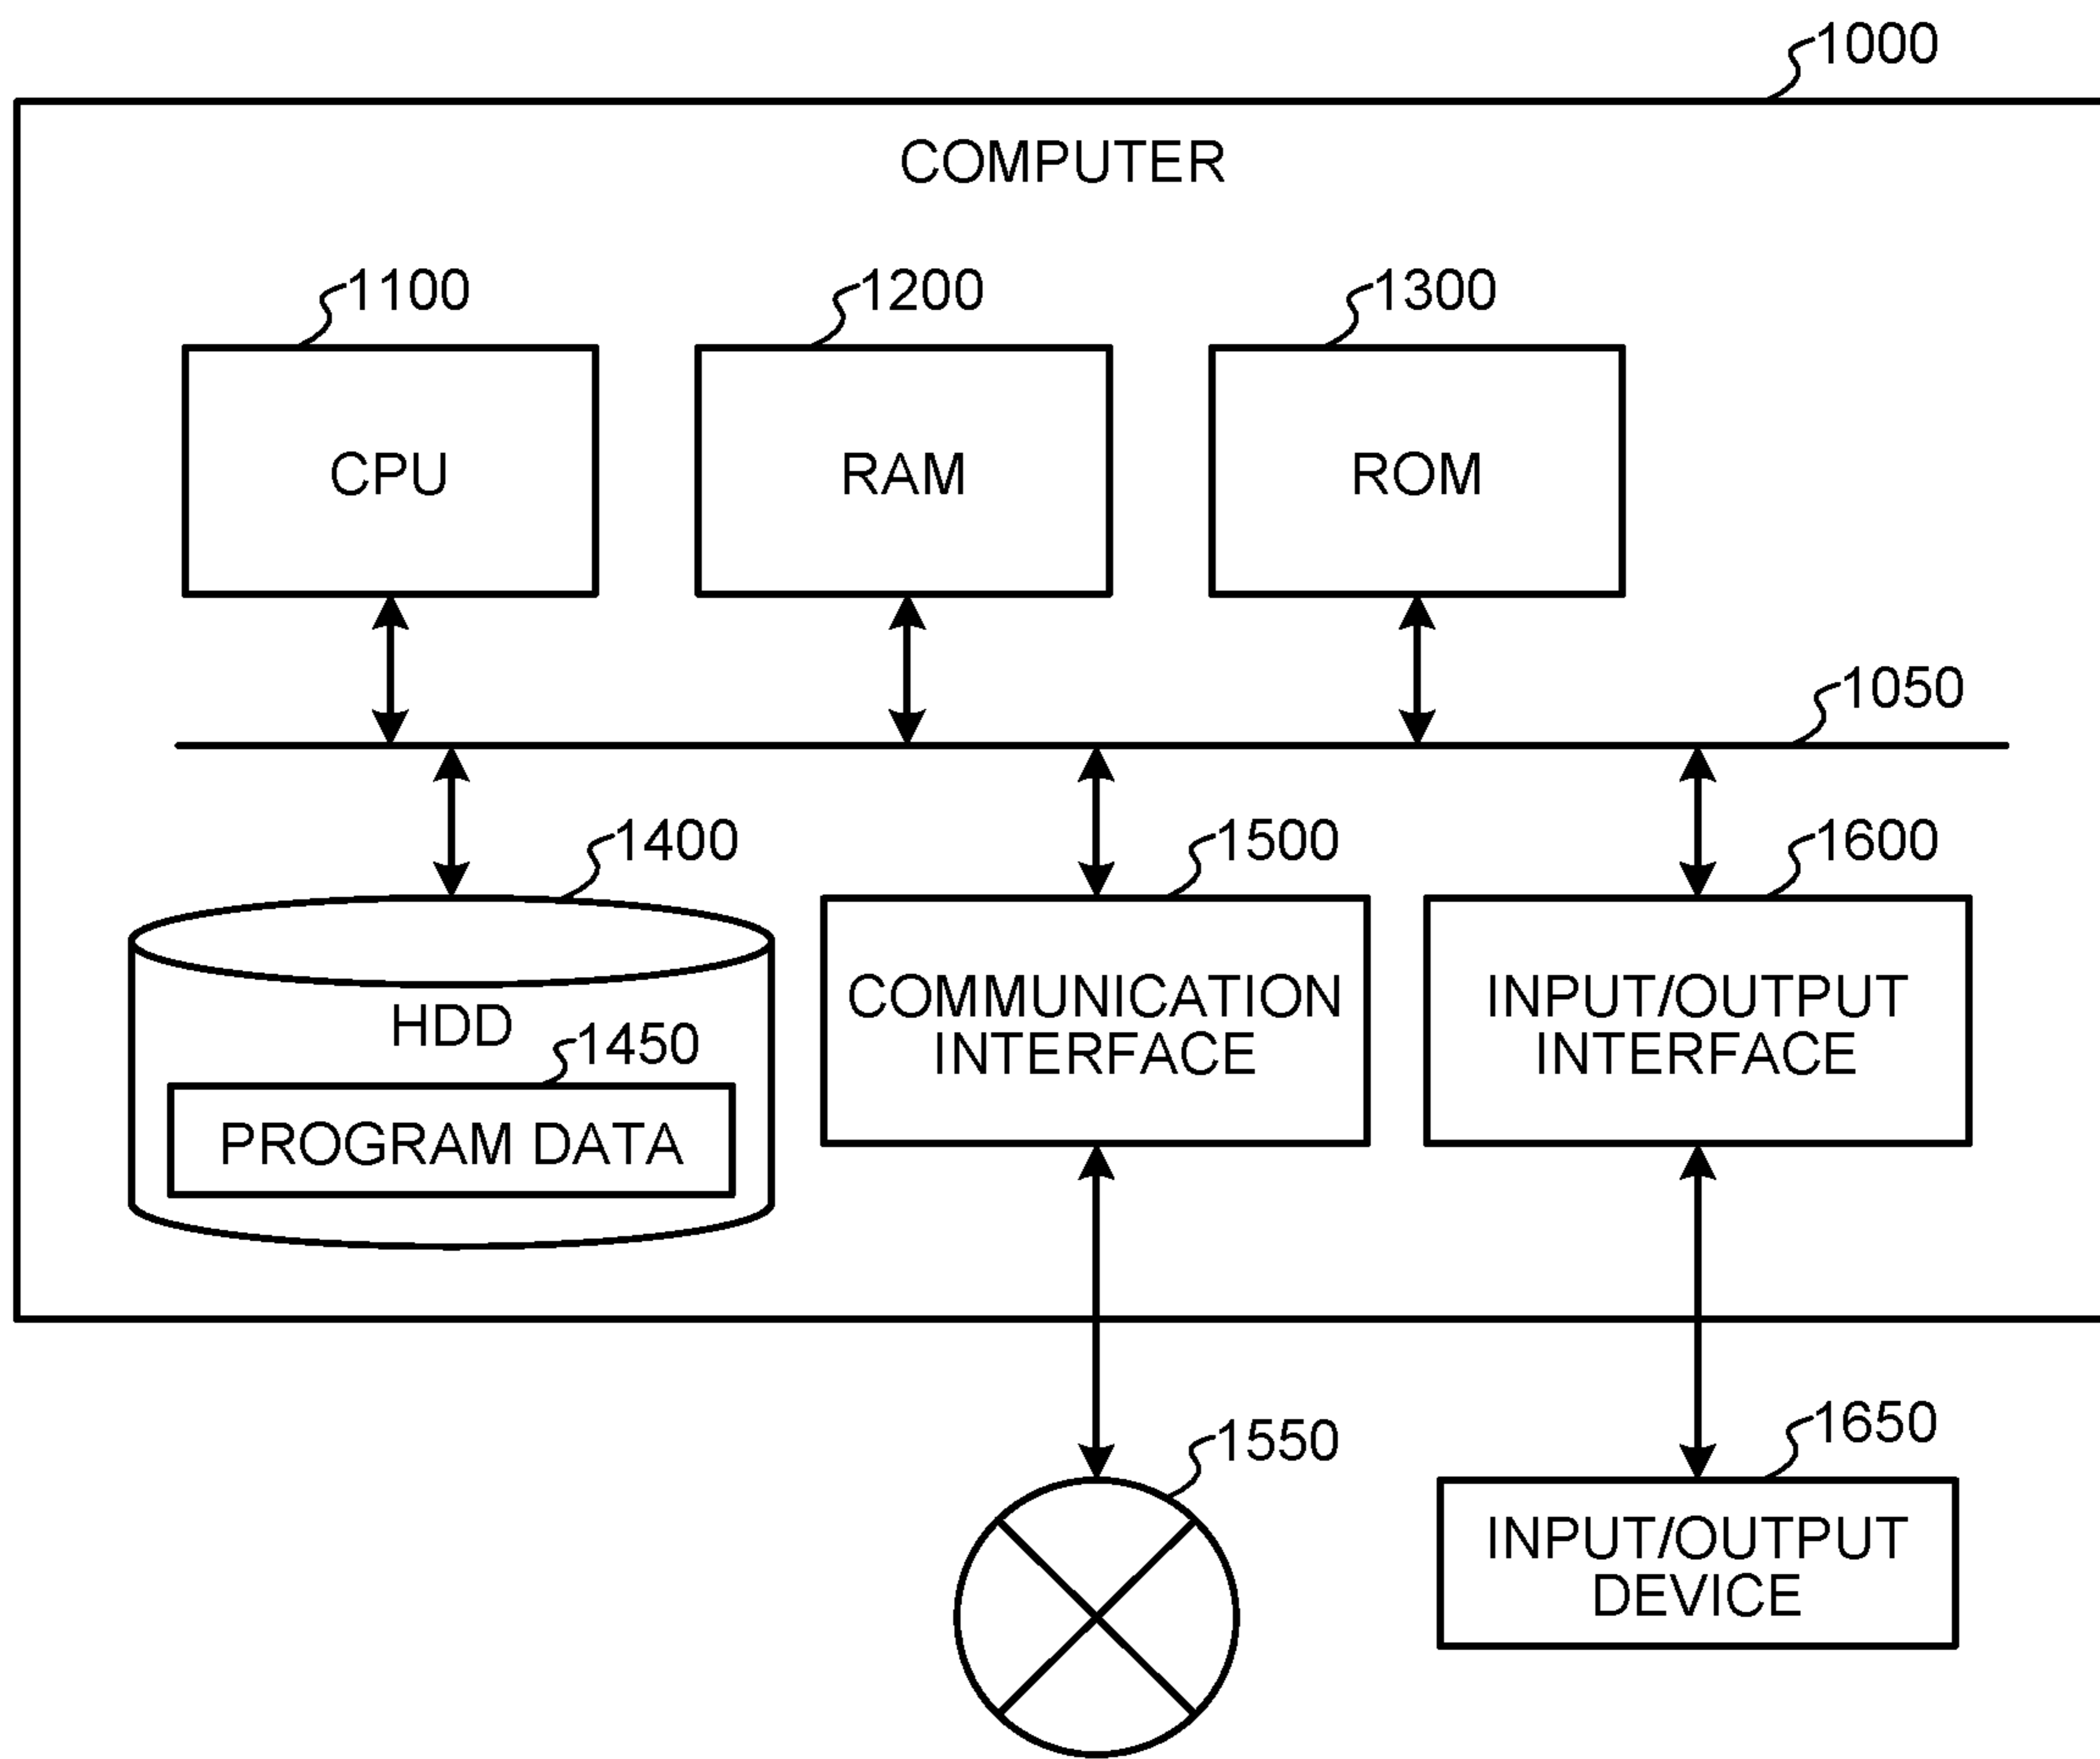 1000
COMPUTER
1100
1200
1300
CPU
RAM
ROM
1050
1400
1500
1600
HDD
1450
PROGRAM DATA
COMMUNICATION
INTERFACE
INPUT/OUTPUT
INTERFACE
1550
1650
INPUT/OUTPUT
DEVICE